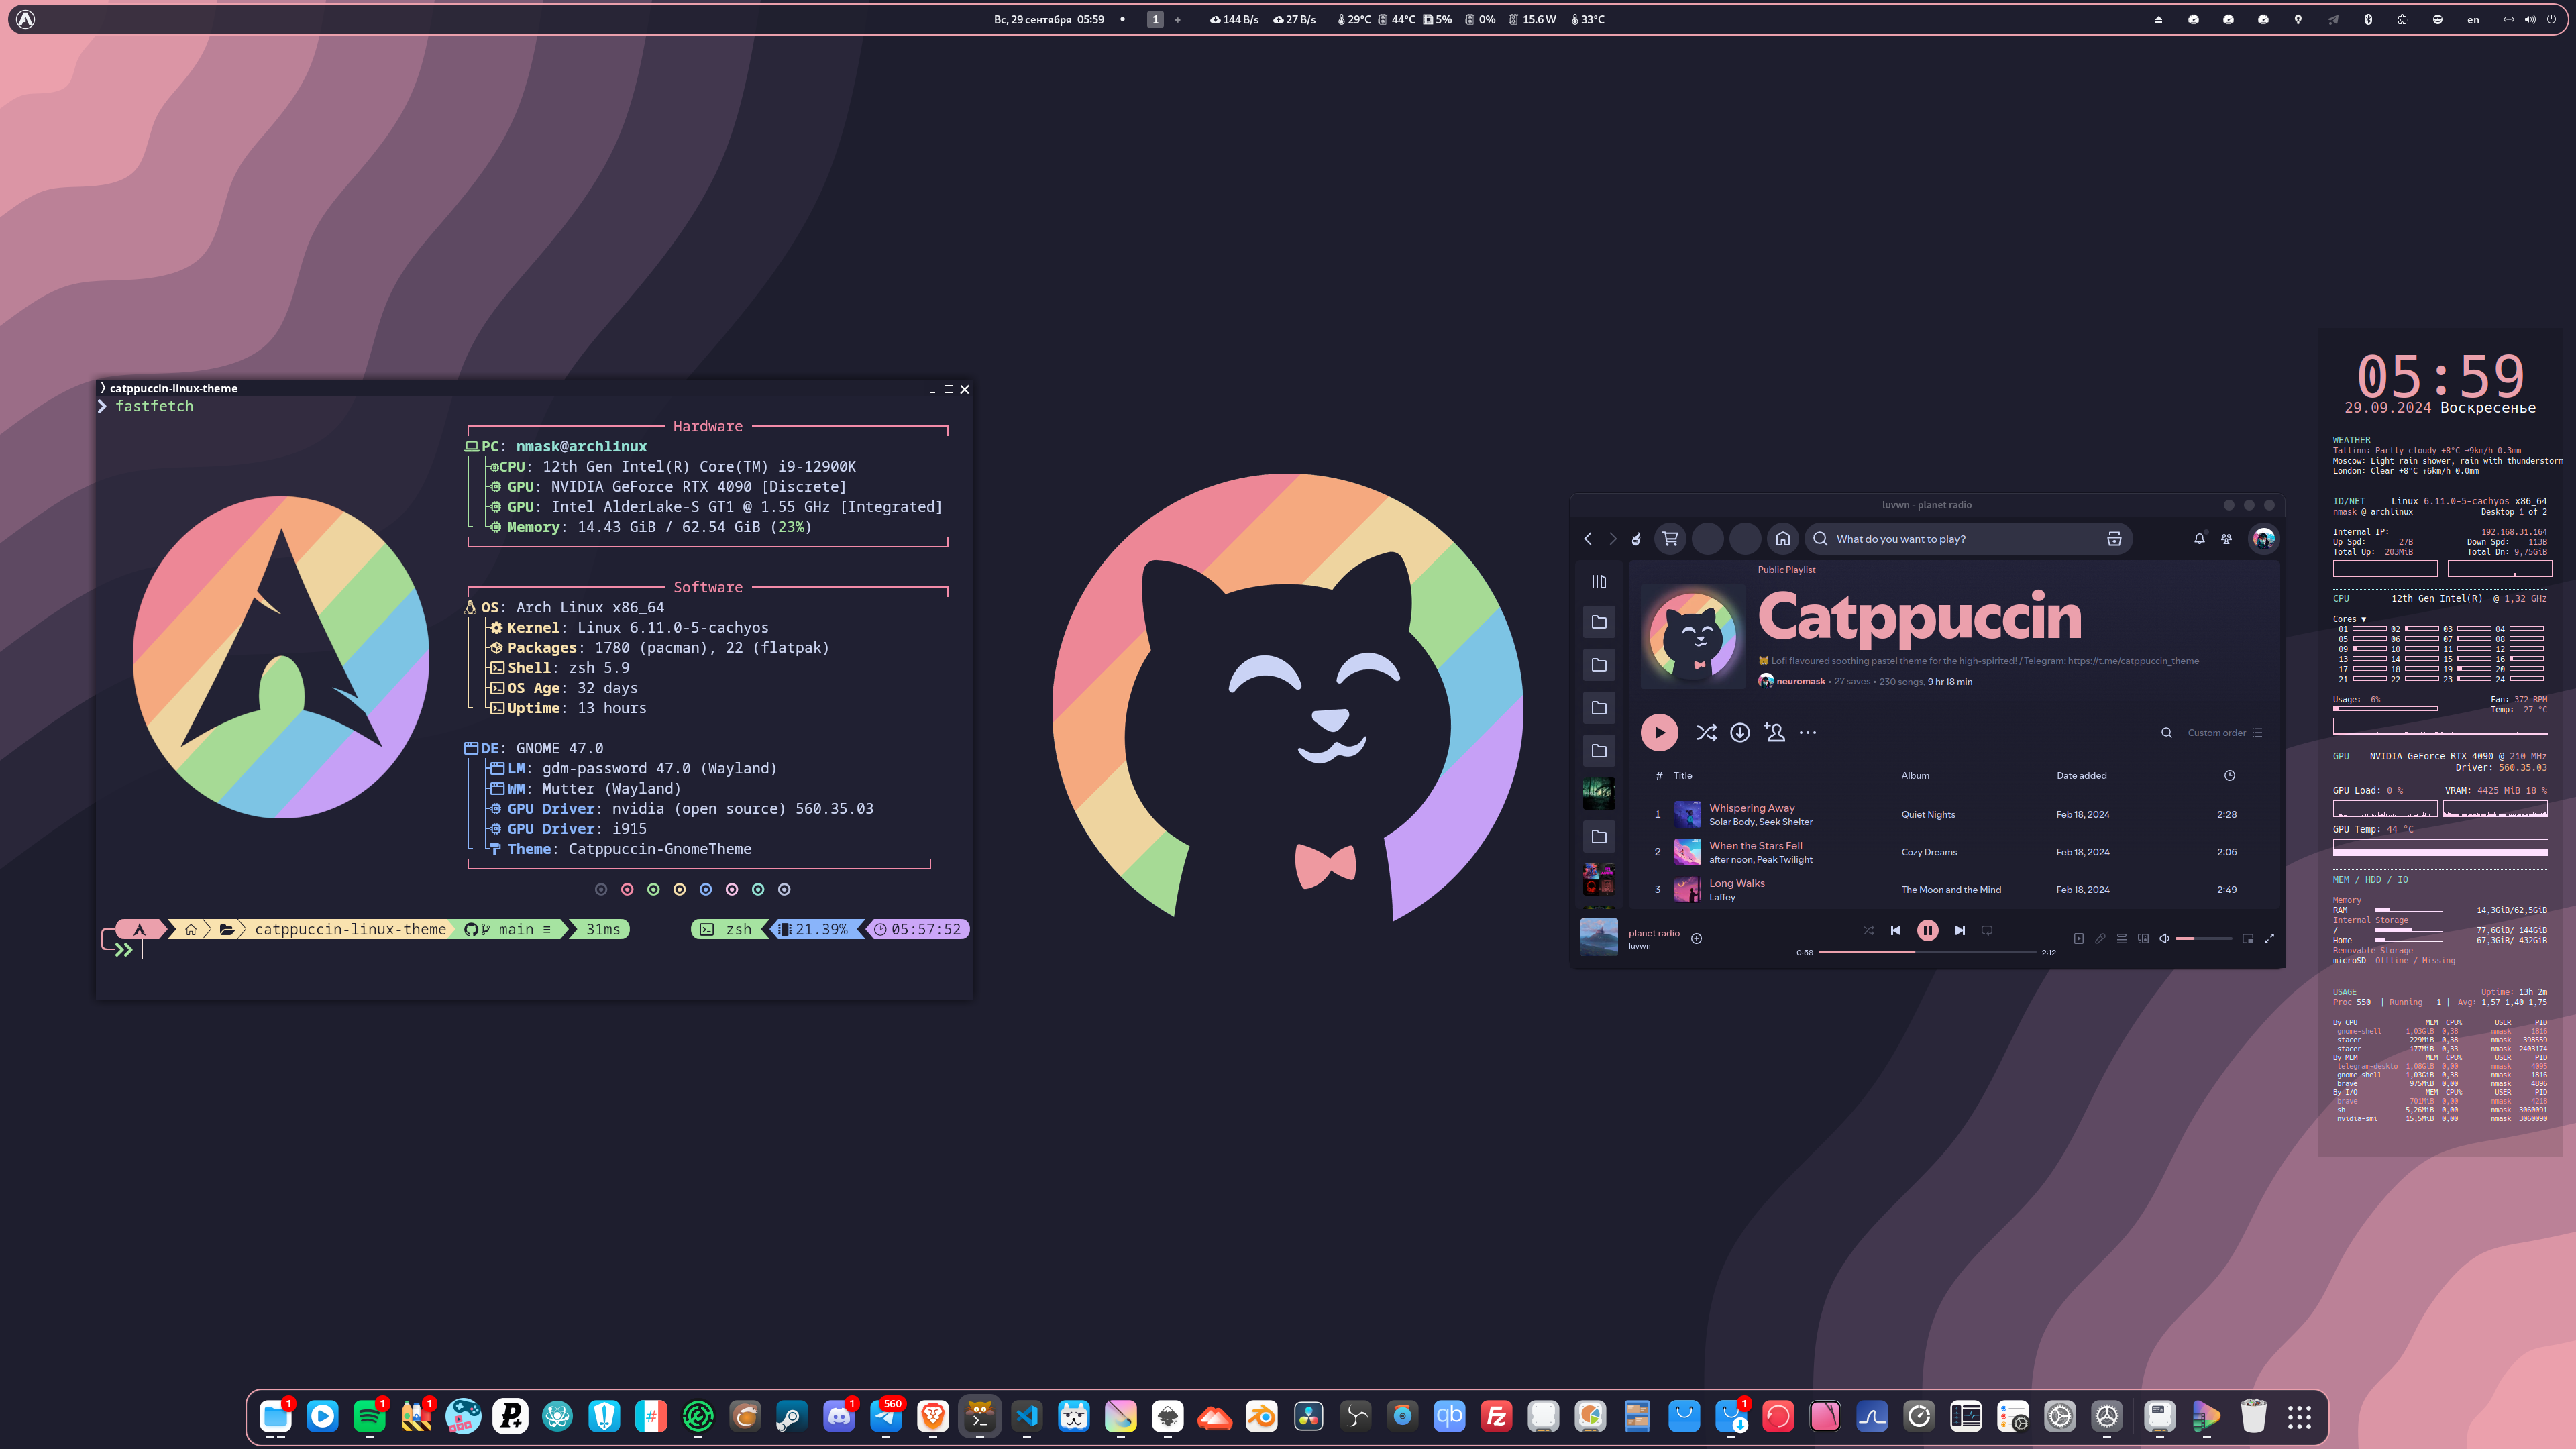 Вс, 29 сентября 05:59
1 +
144 B/s 27 B/s 29°C 44°C 5% 0% 15.6 W 33°C
en
catppuccin-linux-theme
fastfetch
Hardware
PC: nmask@archlinux
CPU: 12th Gen Intel(R) Core(TM) i9-12900K
GPU: NVIDIA GeForce RTX 4090 [Discrete]
GPU: Intel AlderLake-S GT1 @ 1.55 GHz [Integrated]
Memory: 14.43 GiB / 62.54 GiB (23%)
Software
OS: Arch Linux x86_64
Kernel: Linux 6.11.0-5-cachyos
Packages: 1780 (pacman), 22 (flatpak)
Shell: zsh 5.9
OS Age: 32 days
Uptime: 13 hours
DE: GNOME 47.0
LM: gdm-password 47.0 (Wayland)
WM: Mutter (Wayland)
GPU Driver: nvidia (open source) 560.35.03
GPU Driver: i915
Theme: Catppuccin-GnomeTheme
catppuccin-linux-theme main ≡ 31ms zsh 21.39% 05:57:52
luvwn - planet radio
What do you want to play?
Public Playlist
Catppuccin
Lofi flavoured soothing pastel theme for the high-spirited! / Telegram: https://t.me/catppuccin_theme
neuromask • 27 saves • 230 songs, 9 hr 18 min
Custom order
# Title Album Date added
1 Whispering Away Quiet Nights Feb 18, 2024 2:28
Solar Body, Seek Shelter
2 When the Stars Fell Cozy Dreams Feb 18, 2024 2:06
after noon, Peak Twilight
3 Long Walks The Moon and the Mind Feb 18, 2024 2:49
Laffey
planet radio
luvwn
0:58 2:12
05:59
29.09.2024 Воскресенье
WEATHER
Tallinn: Partly cloudy +8°C →9km/h 0.3mm
Moscow: Light rain shower, rain with thunderstorm
London: Clear +8°C ↑6km/h 0.0mm
ID/NET Linux 6.11.0-5-cachyos x86_64
nmask @ archlinux Desktop 1 of 2
Internal IP: 192.168.31.164
Up Spd: 27B Down Spd: 113B
Total Up: 203MiB Total Dn: 9,75GiB
CPU 12th Gen Intel(R) @ 1,32 GHz
Cores ▼
01 02 03 04
05 06 07 08
09 10 11 12
13 14 15 16
17 18 19 20
21 22 23 24
Usage: 6% Fan: 372 RPM
Temp: 27 °C
GPU NVIDIA GeForce RTX 4090 @ 210 MHz
Driver: 560.35.03
GPU Load: 0 % VRAM: 4425 MiB 18 %
GPU Temp: 44 °C
MEM / HDD / IO
Memory
RAM 14,3GiB/62,5GiB
Internal Storage
/ 77,6GiB/ 144GiB
Home 67,3GiB/ 432GiB
Removable Storage
microSD Offline / Missing
USAGE Uptime: 13h 2m
Proc 550 | Running 1 | Avg: 1,57 1,40 1,75
By CPU MEM CPU% USER PID
gnome-shell 1,03GiB 0,38 nmask 1816
stacer 229MiB 0,38 nmask 398559
stacer 177MiB 0,33 nmask 2403174
By MEM MEM CPU% USER PID
telegram-deskto 1,08GiB 0,00 nmask 4095
gnome-shell 1,03GiB 0,38 nmask 1816
brave 975MiB 0,00 nmask 4896
By I/O MEM CPU% USER PID
brave 701MiB 0,00 nmask 4218
sh 5,26MiB 0,00 nmask 3060091
nvidia-smi 15,5MiB 0,00 nmask 3060090
1 1 1 # 1 560 qb Fz 1